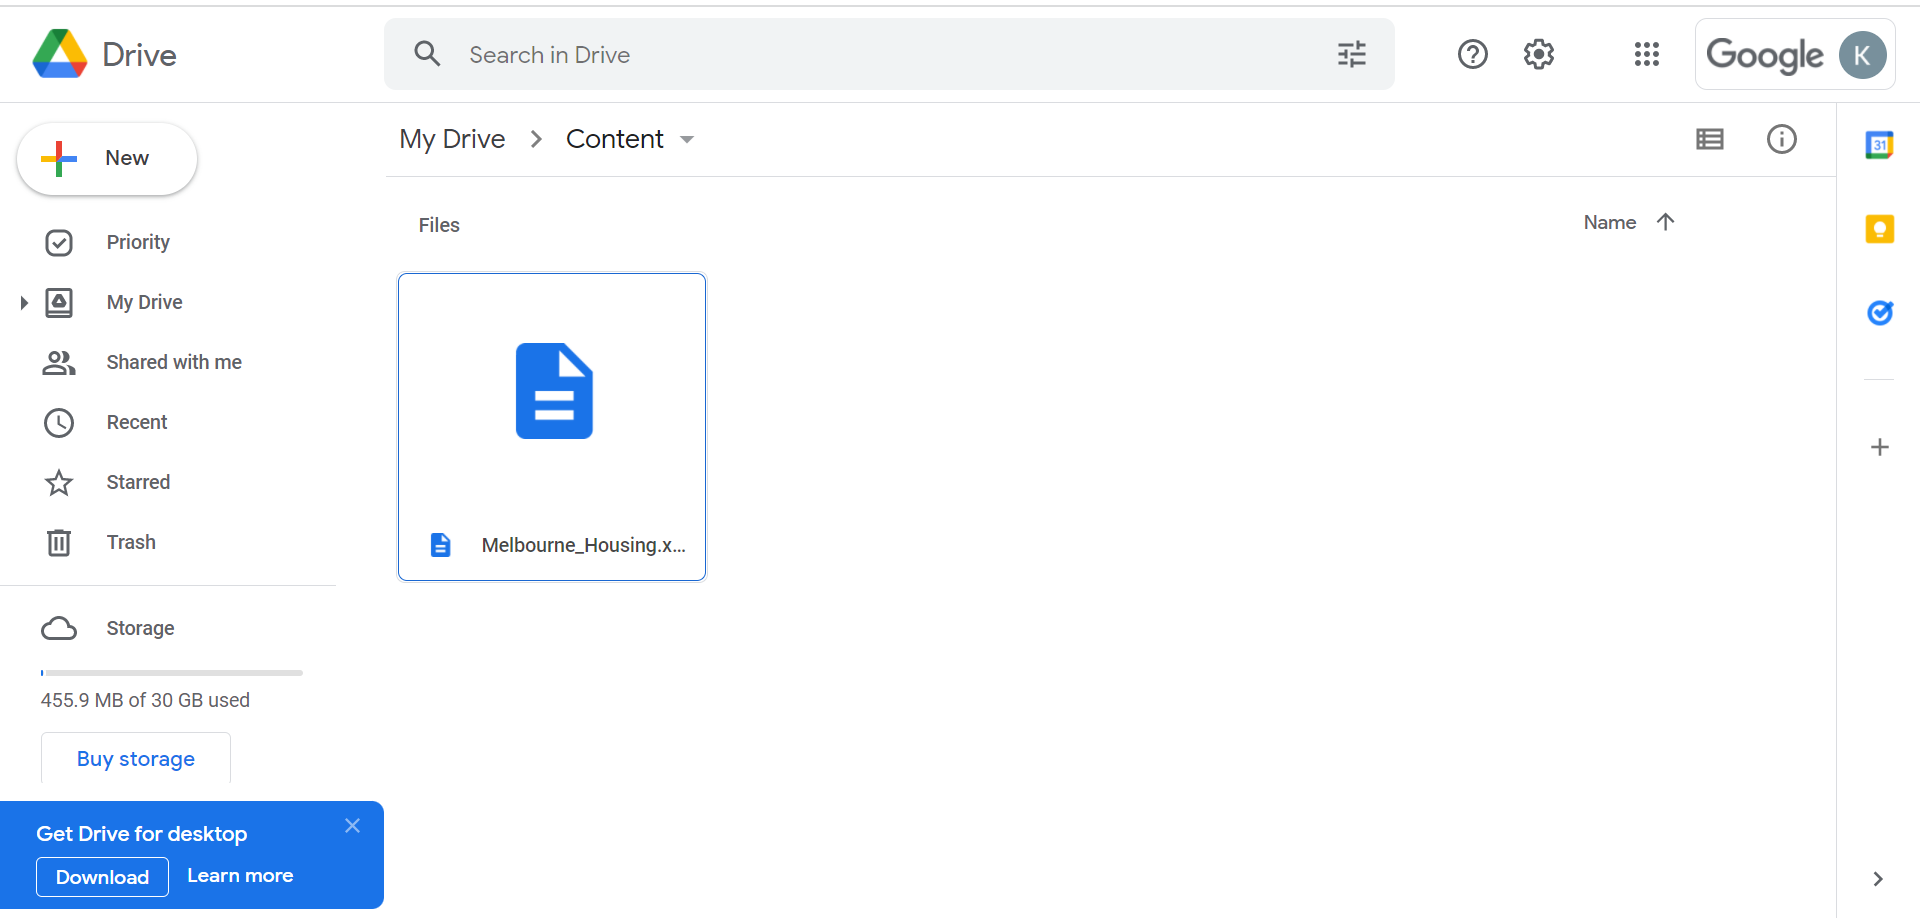 Drive
Search in Drive
Google
K
New
My Drive
Content
31
Priority
My Drive
Shared with me
Recent
Starred
Trash
Storage
455.9 MB of 30 GB used
Buy storage
Files
Name
Melbourne_Housing.x...
Get Drive for desktop
Download
Learn more